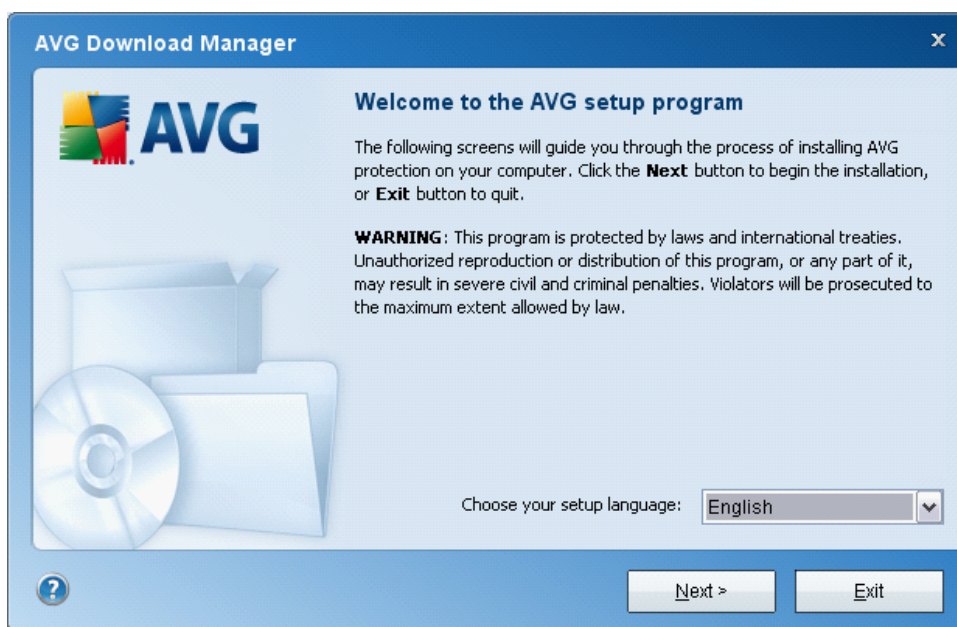 AVG Download Manager
x
AVG
Welcome to the AVG setup program
The following screens will guide you through the process of installing AVG
protection on your computer. Click the Next button to begin the installation,
or Exit button to quit.
WARNING: This program is protected by laws and international treaties.
Unauthorized reproduction or distribution of this program, or any part of it,
may result in severe civil and criminal penalties. Violators will be prosecuted to
the maximum extent allowed by law.
Choose your setup language: English
? Next > Exit